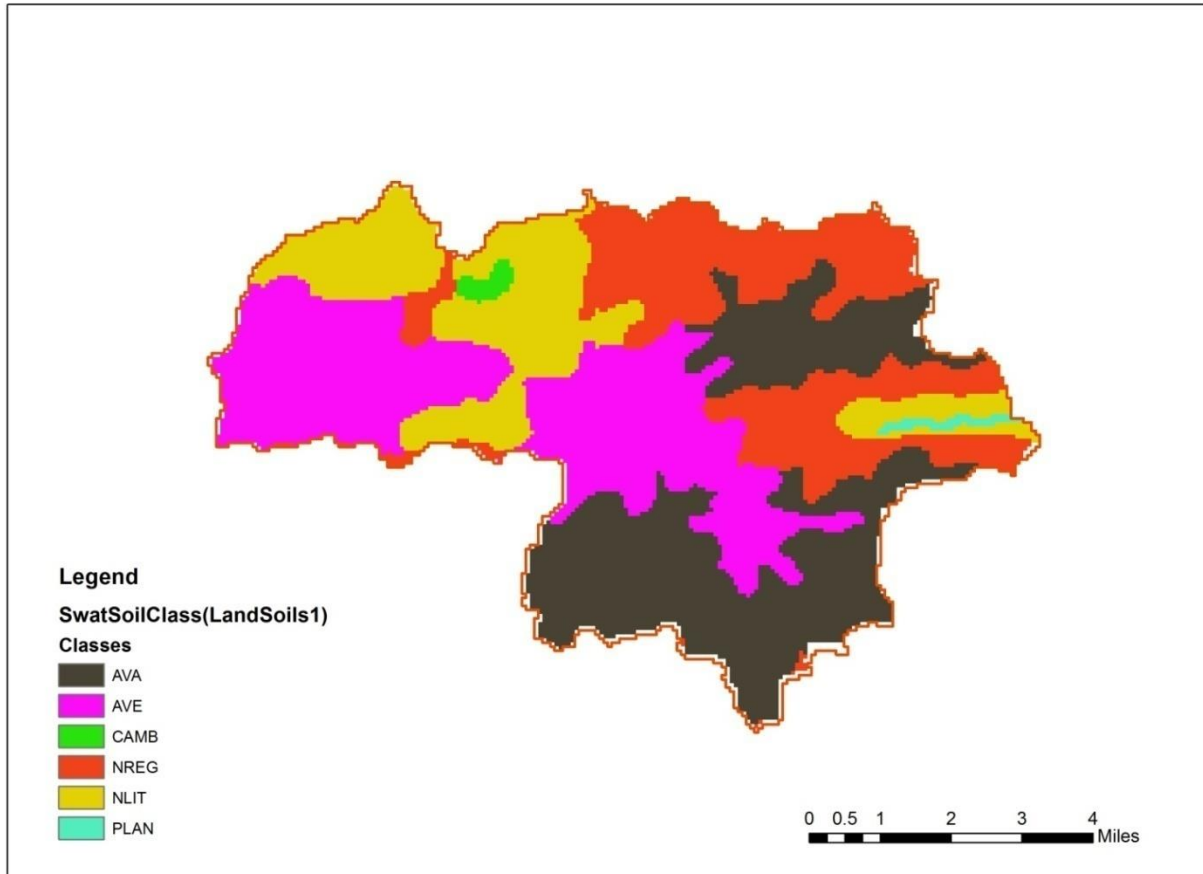 Legend
SwatSoilClass(LandSoils1)
Classes
AVA
AVE
CAMB
NREG
NLIT
PLAN
0 0.5 1 2 3 4
Miles